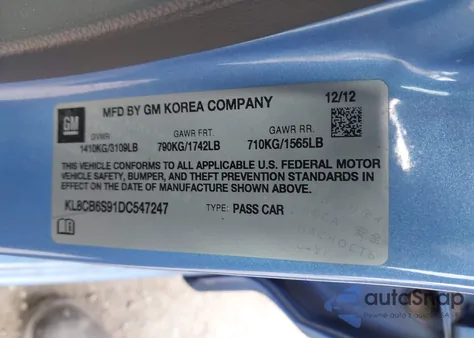 MFD BY GM KOREA COMPANY 12/12
GM
GVWR GAWR FRT. GAWR RR.
1410KG/3109LB 790KG/1742LB 710KG/1565LB
THIS VEHICLE CONFORMS TO ALL APPLICABLE U.S. FEDERAL MOTOR
VEHICLE SAFETY, BUMPER, AND THEFT PREVENTION STANDARDS IN
EFFECT ON THE DATE OF MANUFACTURE SHOWN ABOVE.
KL8CB6S91DC547247 TYPE: PASS CAR
autoSnap